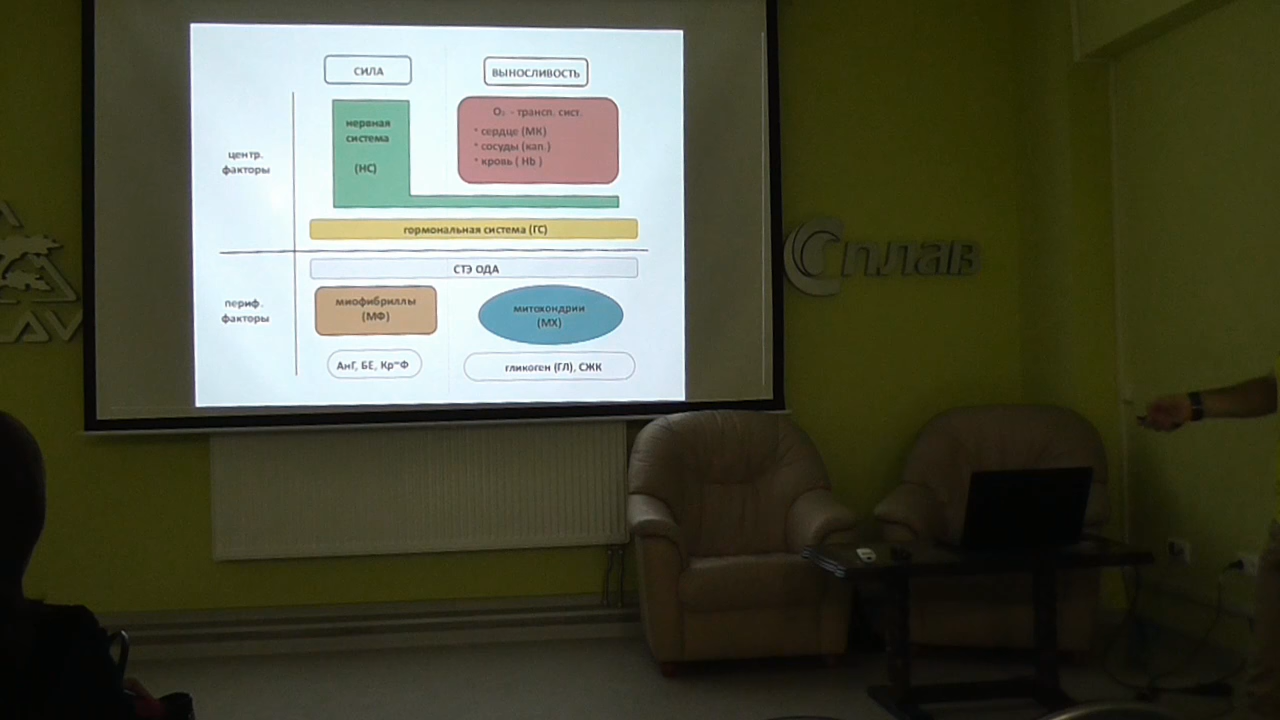 СИЛА
ВЫНОСЛИВОСТЬ
центр.
факторы
нервная
система
(НС)
O₂ - трансп. сист.
• сердце (МК)
• сосуды (кап.)
• кровь ( Hb )
гормональная система (ГС)
СТЭ ОДА
периф.
факторы
миофибриллы
(МФ)
митохондрии
(МХ)
АнГ, БЕ, Кр~Ф
гликоген (ГЛ), СЖК
Сплав
AV